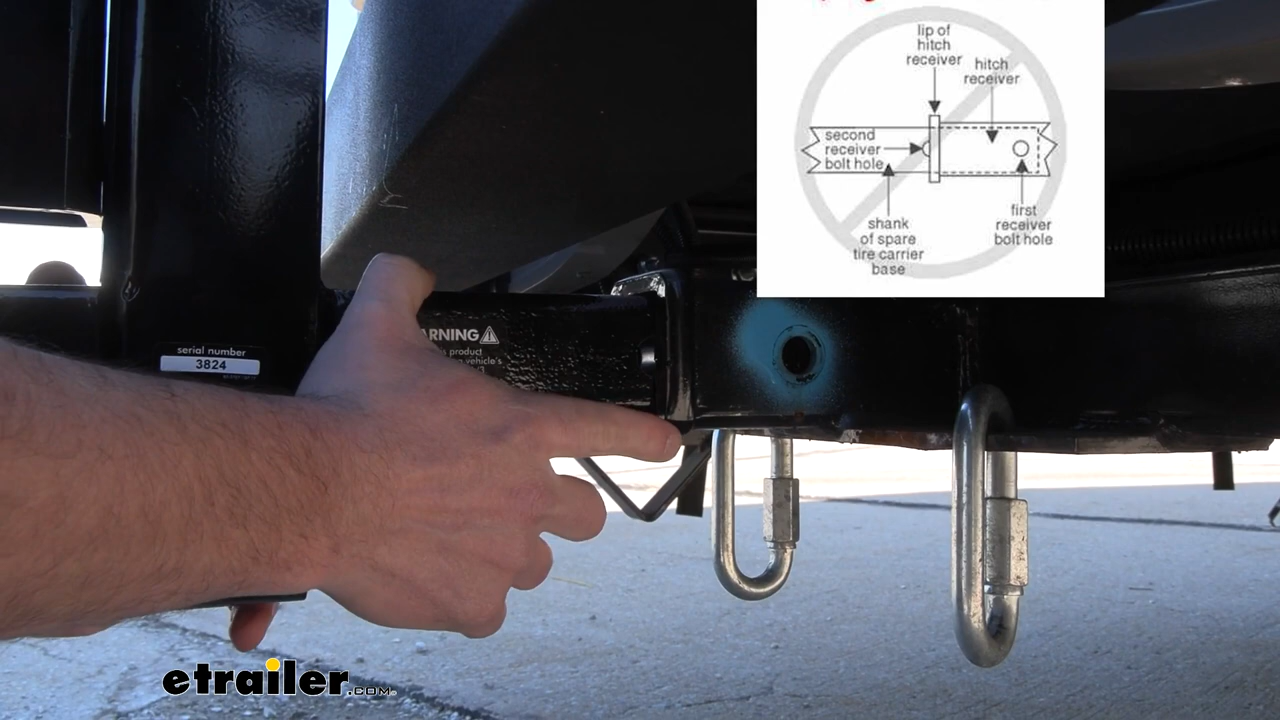 lip of
hitch
receiver
hitch
receiver
second
receiver
bolt hole
shank
of spare
tire carrier
base
first
receiver
bolt hole
ARNING
product
vehicle's
serial number
3824
etrailer.com